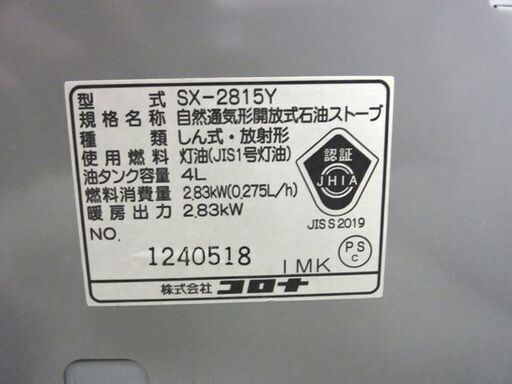 型式 SX-2815Y
規格名称 自然通気形開放式石油ストーブ
種類 しん式・放射形
使用燃料 灯油(JIS1号灯油)
油タンク容量 4L
燃料消費量 2.83kW(0.275L/h)
暖房出力 2.83kW
認証
JHIA
JIS S 2019
NO. 1240518
IMK
PS
C
株式会社 コロナ